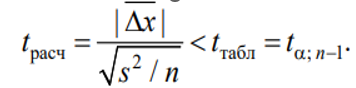 t_расч = |Δx̅| / √(s² / n) < t_табл = t_α; n–1.